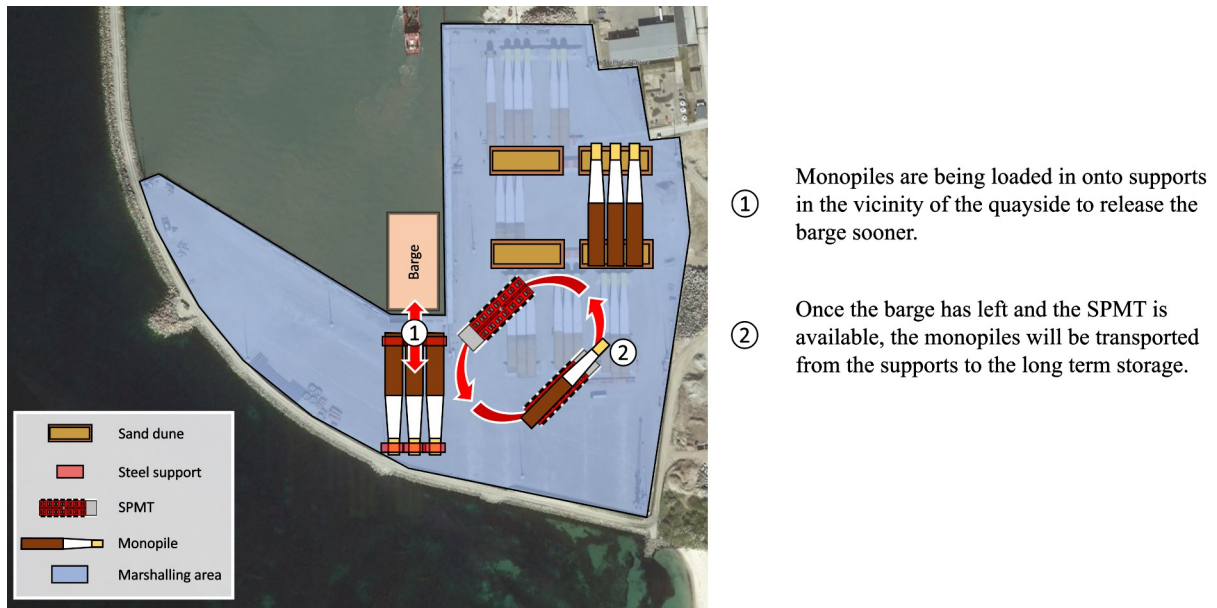 Barge
1
2
Sand dune
Steel support
SPMT
Monopile
Marshalling area
① Monopiles are being loaded in onto supports
in the vicinity of the quayside to release the
barge sooner.
② Once the barge has left and the SPMT is
available, the monopiles will be transported
from the supports to the long term storage.